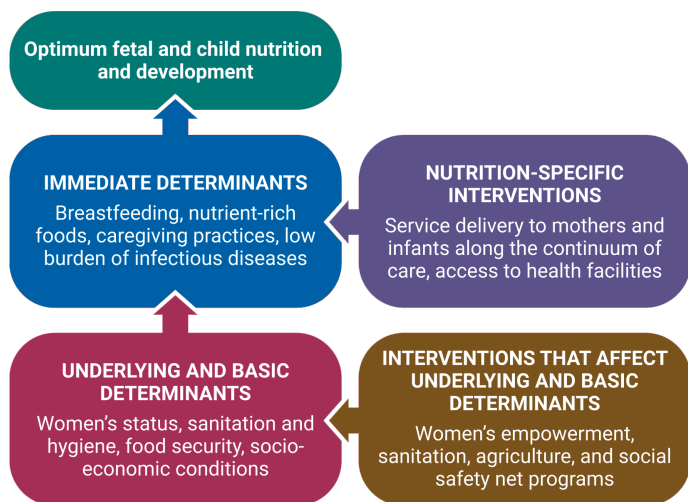 Optimum fetal and child nutrition
and development
IMMEDIATE DETERMINANTS
Breastfeeding, nutrient-rich
foods, caregiving practices, low
burden of infectious diseases
NUTRITION-SPECIFIC
INTERVENTIONS
Service delivery to mothers and
infants along the continuum of
care, access to health facilities
UNDERLYING AND BASIC
DETERMINANTS
Women’s status, sanitation and
hygiene, food security, socio-
economic conditions
INTERVENTIONS THAT AFFECT
UNDERLYING AND BASIC
DETERMINANTS
Women’s empowerment,
sanitation, agriculture, and social
safety net programs